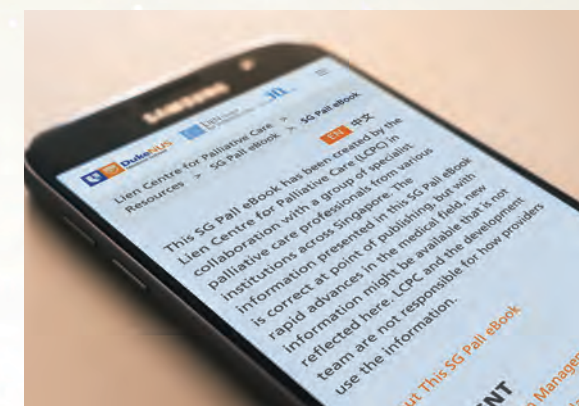 SAMSUNG
DukeNUS
Lien Centre for Palliative Care >
Resources > SG Pall eBook > SG Pall eBook
EN 中文
This SG Pall eBook has been created by the
Lien Centre for Palliative Care (LCPC) in
collaboration with a group of specialist
palliative care professionals from various
institutions across Singapore. The
information presented in this SG Pall eBook
is correct at point of publishing, but with
rapid advances in the medical field, new
information might be available that is not
reflected here. LCPC and the development
team are not responsible for how providers
use the information.
This SG Pall eBook